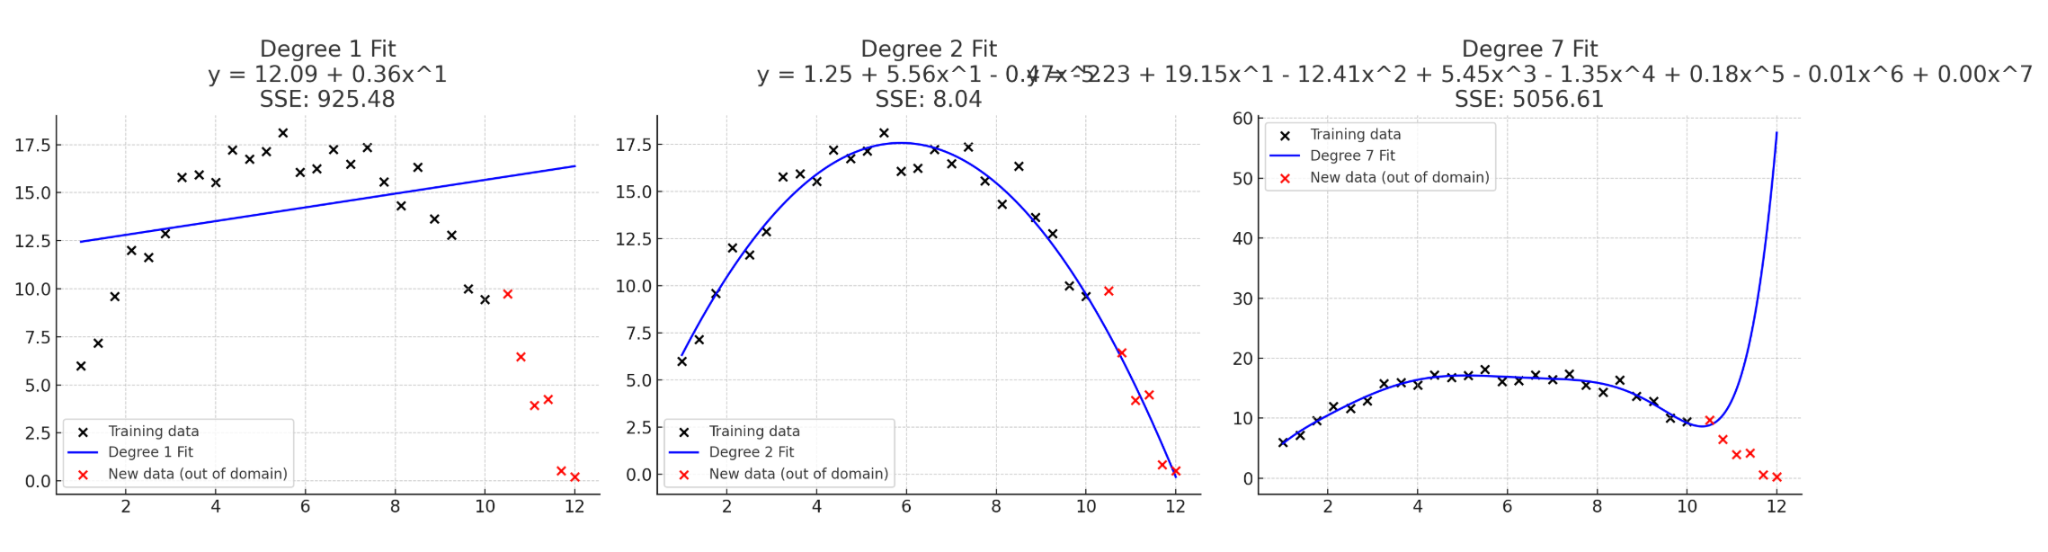 Degree 1 Fit
y = 12.09 + 0.36x^1
SSE: 925.48
17.5
15.0
12.5
10.0
7.5
5.0
2.5
0.0
Training data
Degree 1 Fit
New data (out of domain)
2 4 6 8 10 12
Degree 2 Fit
y = 1.25 + 5.56x^1 - 0.47x^2
SSE: 8.04
17.5
15.0
12.5
10.0
7.5
5.0
2.5
0.0
Training data
Degree 2 Fit
New data (out of domain)
2 4 6 8 10 12
Degree 7 Fit
y = -5.23 + 19.15x^1 - 12.41x^2 + 5.45x^3 - 1.35x^4 + 0.18x^5 - 0.01x^6 + 0.00x^7
SSE: 5056.61
60
50
40
30
20
10
0
Training data
Degree 7 Fit
New data (out of domain)
2 4 6 8 10 12